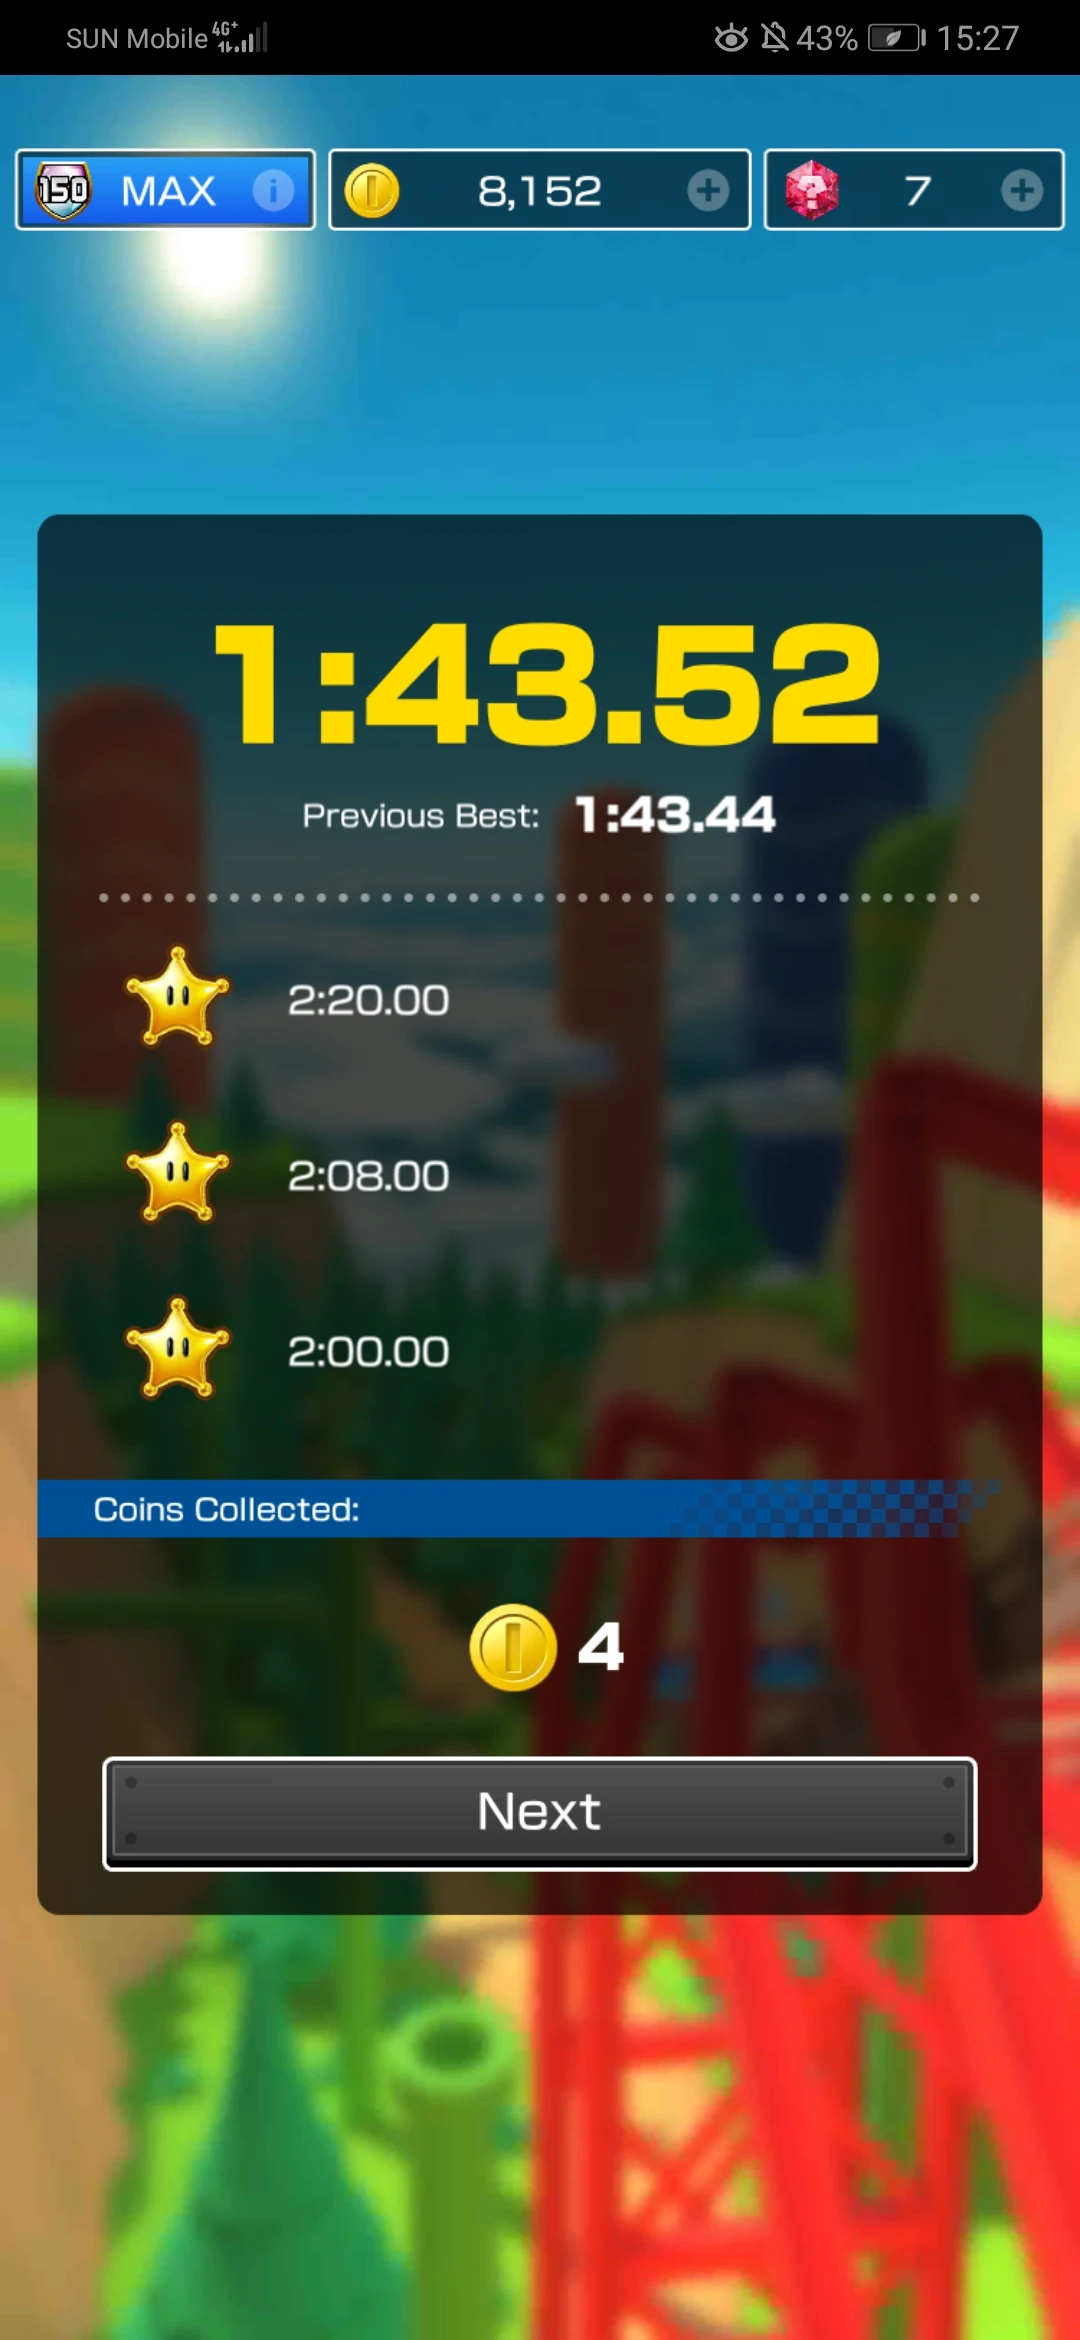 SUN Mobile 4G+ 43% 15:27
150 MAX i 8,152 + 7 +
1:43.52
Previous Best: 1:43.44
2:20.00
2:08.00
2:00.00
Coins Collected:
4
Next